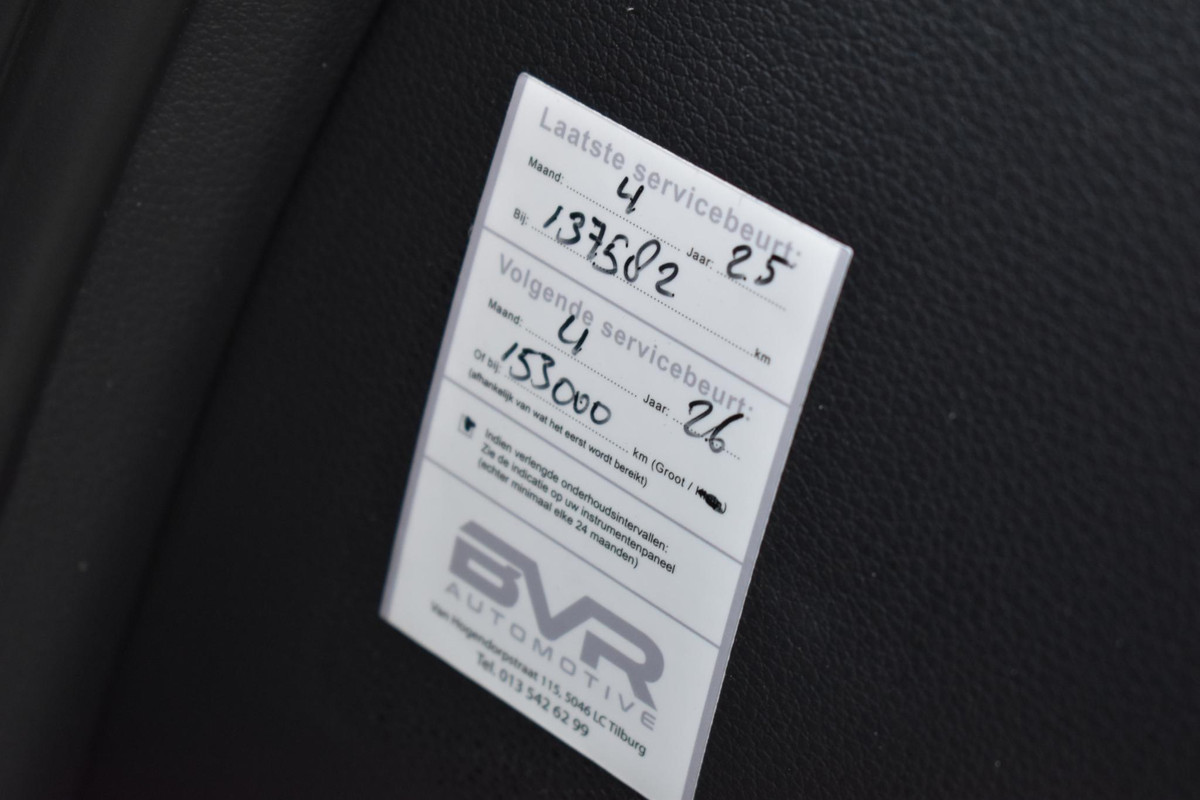 Laatste servicebeurt:
Maand: 4 Jaar: 25
Bij: 137582 km
Volgende servicebeurt:
Maand: 4 Jaar: 26
Of bij: 153000 km (Groot /
(afhankelijk van wat het eerst wordt bereikt)
Indien verlengde onderhoudsintervallen:
Zie de indicatie op uw instrumentenpaneel
(echter minimaal elke 24 maanden)
BVR
AUTOMOTIVE
Van Hogendorpstraat 115, 5046 LC Tilburg
Tel. 013 542 62 99